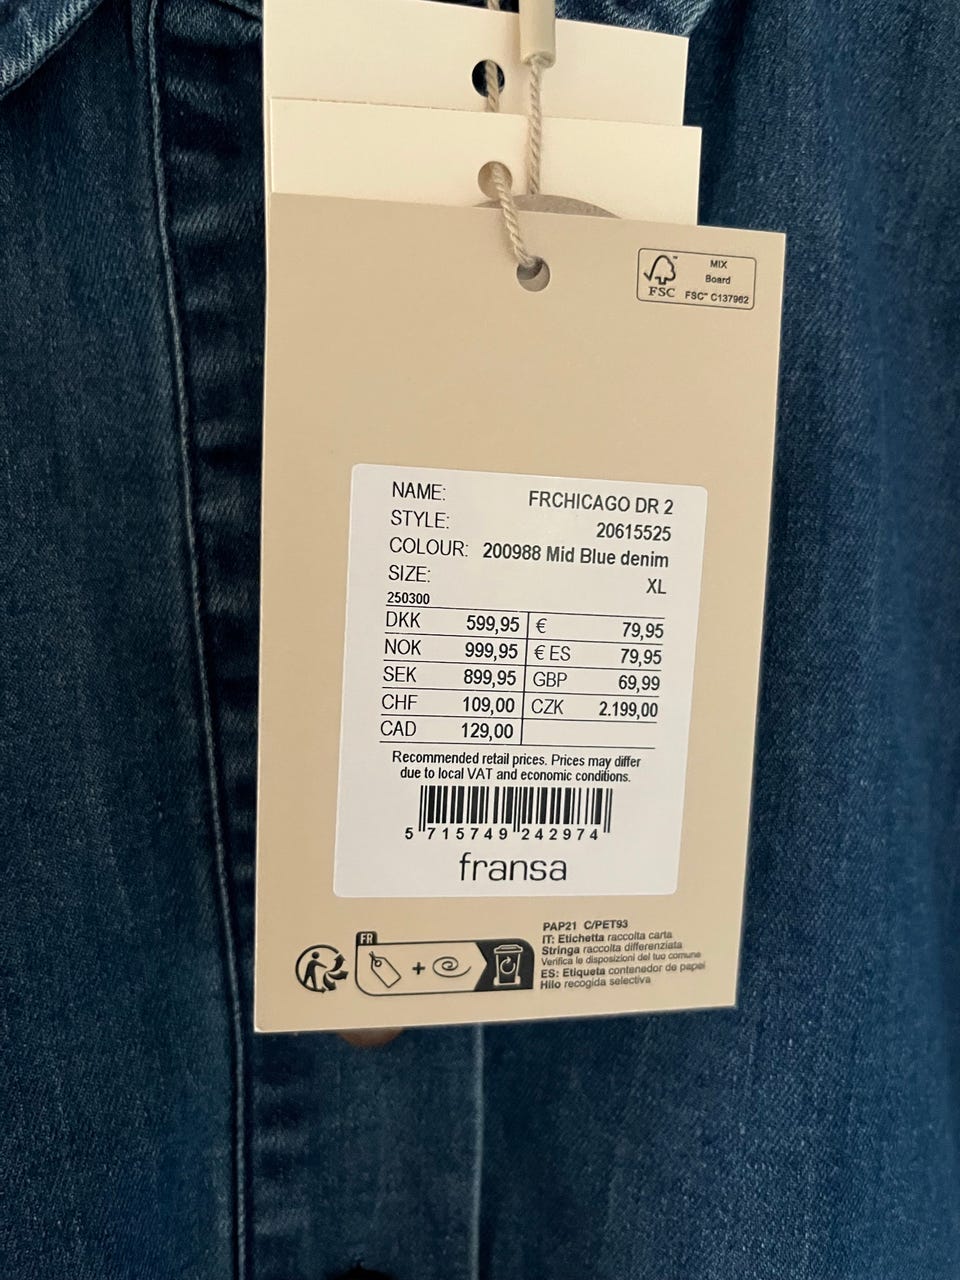 MIX
Board
FSC™ C137962
FSC
NAME: FRCHICAGO DR 2
STYLE: 20615525
COLOUR: 200988 Mid Blue denim
SIZE: XL
250300
DKK 599,95 € 79,95
NOK 999,95 € ES 79,95
SEK 899,95 GBP 69,99
CHF 109,00 CZK 2.199,00
CAD 129,00
Recommended retail prices. Prices may differ
due to local VAT and economic conditions.
5 715749 242974
fransa
FR
PAP21 C/PET93
IT: Etichetta raccolta carta
Stringa raccolta differenziata
Verifica le disposizioni del tuo comune
ES: Etiqueta contenedor de papel
Hilo recogida selectiva